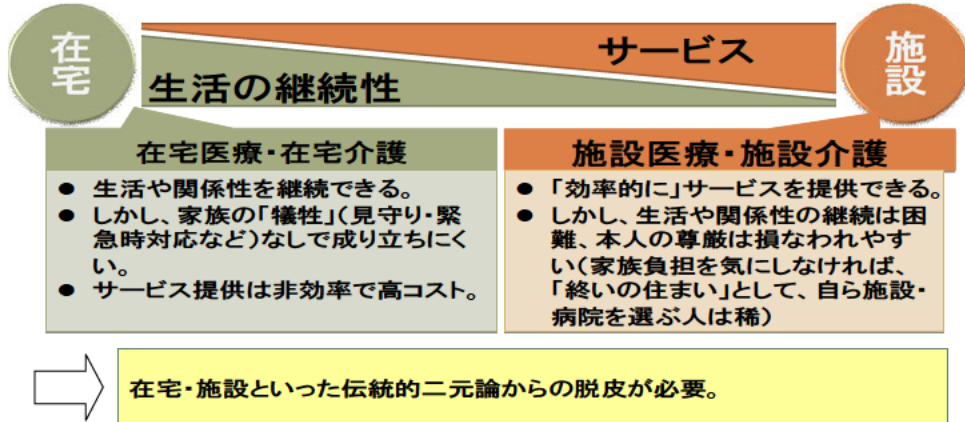 在宅
サービス
施設
生活の継続性
在宅医療・在宅介護
● 生活や関係性を継続できる。
● しかし、家族の「犠牲」(見守り・緊
急時対応など)なしで成り立ちにく
い。
● サービス提供は非効率で高コスト。
施設医療・施設介護
● 「効率的に」サービスを提供できる。
● しかし、生活や関係性の継続は困
難、本人の尊厳は損なわれやす
い(家族負担を気にしなければ、
「終いの住まい」として、自ら施設・
病院を選ぶ人は稀)
在宅・施設といった伝統的二元論からの脱皮が必要。